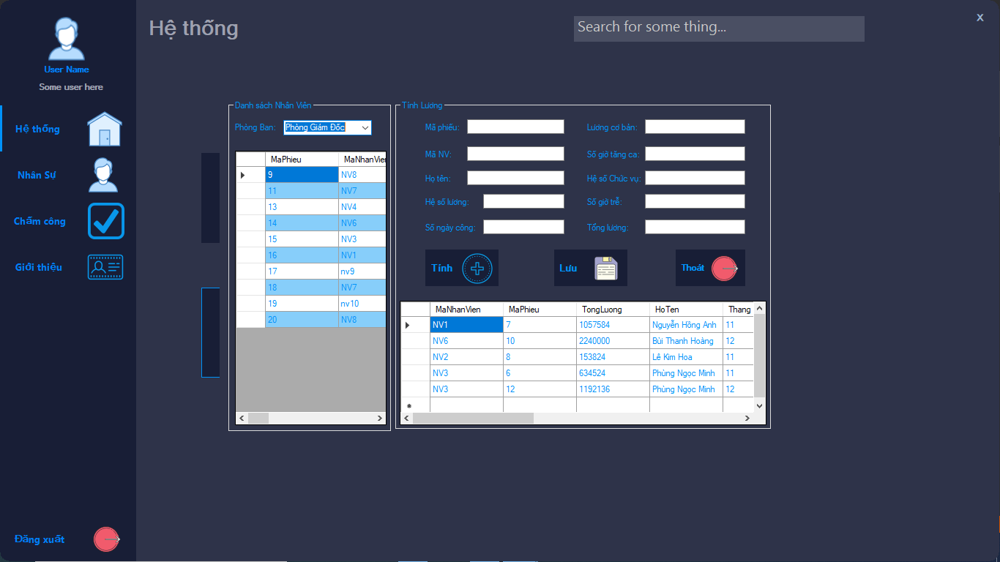 Hệ thống
Search for some thing...
x
User Name
Some user here
Hệ thống
Nhân Sự
Chấm công
Giới thiệu
Đăng xuất
Danh sách Nhân Viên
Phòng Ban: Phòng Giám Đốc
MaPhieu MaNhanVien
9 NV8
11 NV7
13 NV4
14 NV6
15 NV3
16 NV1
17 nv9
18 NV7
19 nv10
20 NV8
Tính Lương
Mã phiếu: Lương cơ bản:
Mã NV: Số giờ tăng ca:
Họ tên: Hệ số Chức vụ:
Hệ số lương: Số giờ trễ:
Số ngày công: Tổng lương:
Tính Lưu Thoát
MaNhanVien MaPhieu TongLuong HoTen Thang
NV1 7 1057584 Nguyễn Hồng Anh 11
NV6 10 2240000 Bùi Thanh Hoàng 12
NV2 8 153824 Lê Kim Hoa 11
NV3 6 634524 Phùng Ngọc Minh 11
NV3 12 1192136 Phùng Ngọc Minh 12